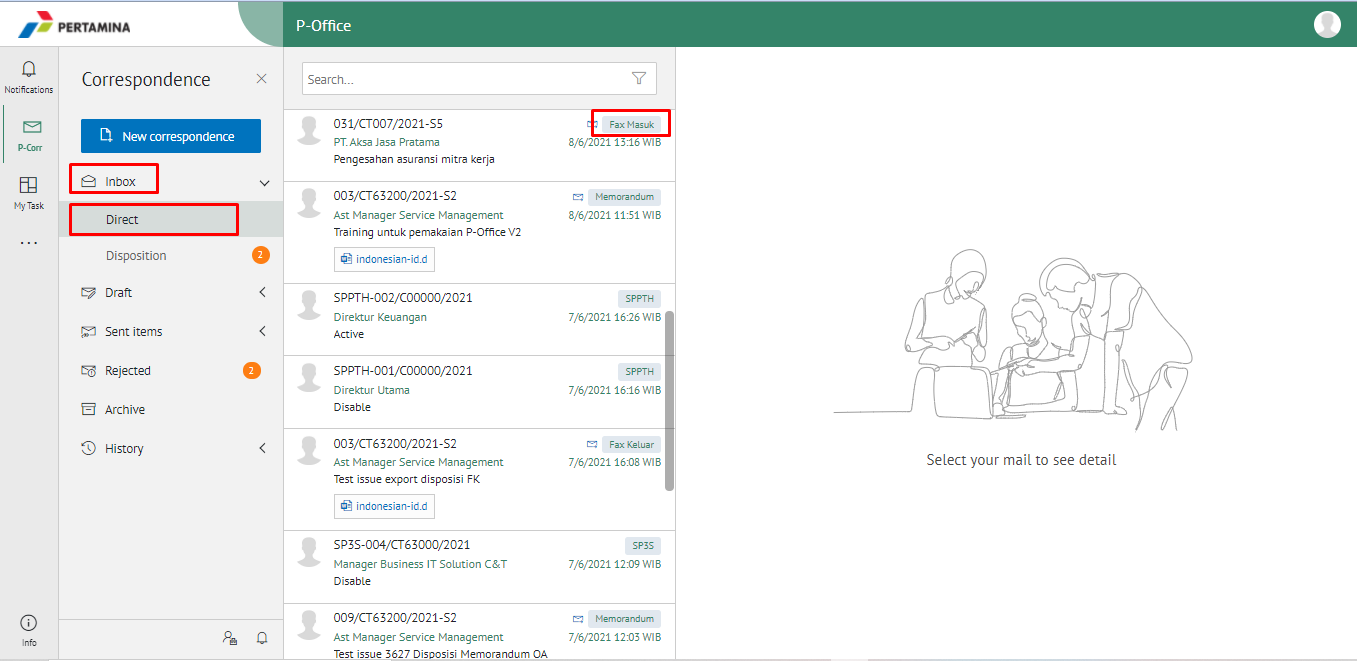 PERTAMINA
P-Office
Notifications
P-Corr
My Task
Info
Correspondence
New correspondence
Inbox
Direct
Disposition 2
Draft
Sent items
Rejected 2
Archive
History
Search...
031/CT007/2021-S5 Fax Masuk
PT. Aksa Jasa Pratama 8/6/2021 13:16 WIB
Pengesahan asuransi mitra kerja
003/CT63200/2021-S2 Memorandum
Ast Manager Service Management 8/6/2021 11:51 WIB
Training untuk pemakaian P-Office V2
indonesian-id.d
SPPTH-002/C00000/2021 SPPTH
Direktur Keuangan 7/6/2021 16:26 WIB
Active
SPPTH-001/C00000/2021 SPPTH
Direktur Utama 7/6/2021 16:16 WIB
Disable
003/CT63200/2021-S2 Fax Keluar
Ast Manager Service Management 7/6/2021 16:08 WIB
Test issue export disposisi FK
indonesian-id.d
SP3S-004/CT63000/2021 SP3S
Manager Business IT Solution C&T 7/6/2021 12:09 WIB
Disable
009/CT63200/2021-S2 Memorandum
Ast Manager Service Management 7/6/2021 12:03 WIB
Test issue 3627 Disposisi Memorandum OA
Select your mail to see detail